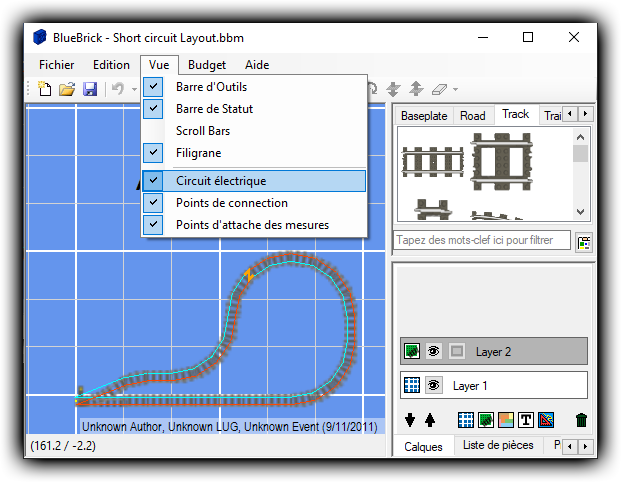 BlueBrick - Short circuit Layout.bbm
Fichier Edition Vue Budget Aide
Barre d'Outils
Barre de Statut
Scroll Bars
Filigrane
Circuit électrique
Points de connection
Points d'attache des mesures
Baseplate Road Track Trai
Tapez des mots-clef ici pour filtrer
Layer 2
Layer 1
T
Unknown Author, Unknown LUG, Unknown Event (9/11/2011)
Calques Liste de pièces P
(161.2 / -2.2)